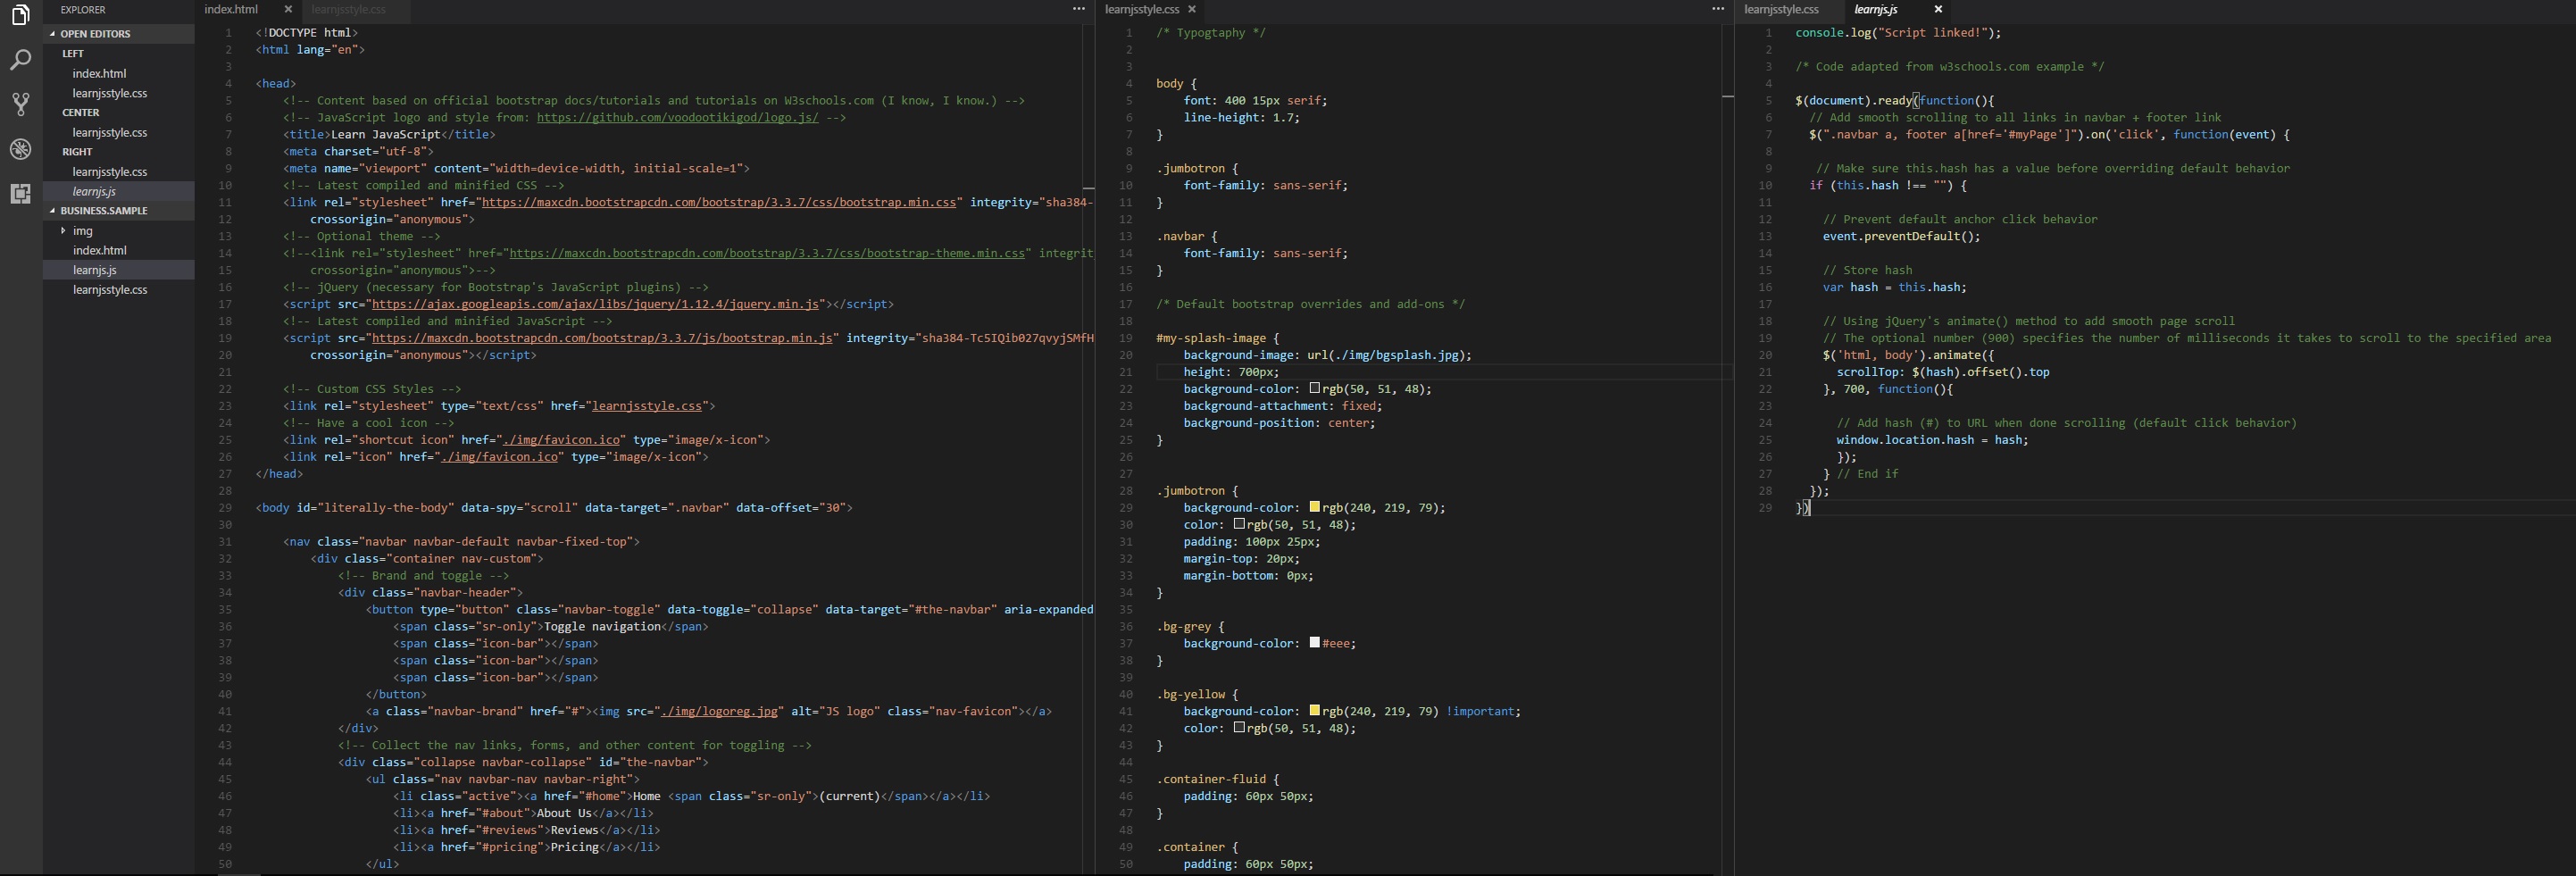 EXPLORER
OPEN EDITORS
LEFT
index.html
learnjsstyle.css
CENTER
learnjsstyle.css
RIGHT
learnjsstyle.css
learnjs.js
BUSINESS.SAMPLE
img
index.html
learnjs.js
learnjsstyle.css
index.html × learnjsstyle.css ...
1 <!DOCTYPE html>
2 <html lang="en">
3
4 <head>
5 <!-- Content based on official bootstrap docs/tutorials and tutorials on W3schools.com (I know, I know.) -->
6 <!-- JavaScript logo and style from: https://github.com/voodootikigod/logo.js/ -->
7 <title>Learn JavaScript</title>
8 <meta charset="utf-8">
9 <meta name="viewport" content="width=device-width, initial-scale=1">
10 <!-- Latest compiled and minified CSS -->
11 <link rel="stylesheet" href="https://maxcdn.bootstrapcdn.com/bootstrap/3.3.7/css/bootstrap.min.css" integrity="sha384-
12 crossorigin="anonymous">
13 <!-- Optional theme -->
14 <!--<link rel="stylesheet" href="https://maxcdn.bootstrapcdn.com/bootstrap/3.3.7/css/bootstrap-theme.min.css" integrit
15 crossorigin="anonymous">-->
16 <!-- jQuery (necessary for Bootstrap's JavaScript plugins) -->
17 <script src="https://ajax.googleapis.com/ajax/libs/jquery/1.12.4/jquery.min.js"></script>
18 <!-- Latest compiled and minified JavaScript -->
19 <script src="https://maxcdn.bootstrapcdn.com/bootstrap/3.3.7/js/bootstrap.min.js" integrity="sha384-Tc5IQib027qvyjSMfH
20 crossorigin="anonymous"></script>
21
22 <!-- Custom CSS Styles -->
23 <link rel="stylesheet" type="text/css" href="learnjsstyle.css">
24 <!-- Have a cool icon -->
25 <link rel="shortcut icon" href="./img/favicon.ico" type="image/x-icon">
26 <link rel="icon" href="./img/favicon.ico" type="image/x-icon">
27 </head>
28
29 <body id="literally-the-body" data-spy="scroll" data-target=".navbar" data-offset="30">
30
31 <nav class="navbar navbar-default navbar-fixed-top">
32 <div class="container nav-custom">
33 <!-- Brand and toggle -->
34 <div class="navbar-header">
35 <button type="button" class="navbar-toggle" data-toggle="collapse" data-target="#the-navbar" aria-expanded
36 <span class="sr-only">Toggle navigation</span>
37 <span class="icon-bar"></span>
38 <span class="icon-bar"></span>
39 <span class="icon-bar"></span>
40 </button>
41 <a class="navbar-brand" href="#"><img src="./img/logoreg.jpg" alt="JS logo" class="nav-favicon"></a>
42 </div>
43 <!-- Collect the nav links, forms, and other content for toggling -->
44 <div class="collapse navbar-collapse" id="the-navbar">
45 <ul class="nav navbar-nav navbar-right">
46 <li class="active"><a href="#home">Home <span class="sr-only">(current)</span></a></li>
47 <li><a href="#about">About Us</a></li>
48 <li><a href="#reviews">Reviews</a></li>
49 <li><a href="#pricing">Pricing</a></li>
50 </ul>
learnjsstyle.css × ...
1 /* Typogtaphy */
2
3
4 body {
5 font: 400 15px serif;
6 line-height: 1.7;
7 }
8
9 .jumbotron {
10 font-family: sans-serif;
11 }
12
13 .navbar {
14 font-family: sans-serif;
15 }
16
17 /* Default bootstrap overrides and add-ons */
18
19 #my-splash-image {
20 background-image: url(./img/bgsplash.jpg);
21 height: 700px;
22 background-color: rgb(50, 51, 48);
23 background-attachment: fixed;
24 background-position: center;
25 }
26
27
28 .jumbotron {
29 background-color: rgb(240, 219, 79);
30 color: rgb(50, 51, 48);
31 padding: 100px 25px;
32 margin-top: 20px;
33 margin-bottom: 0px;
34 }
35
36 .bg-grey {
37 background-color: #eee;
38 }
39
40 .bg-yellow {
41 background-color: rgb(240, 219, 79) !important;
42 color: rgb(50, 51, 48);
43 }
44
45 .container-fluid {
46 padding: 60px 50px;
47 }
48
49 .container {
50 padding: 60px 50px;
learnjsstyle.css learnjs.js ×
1 console.log("Script linked!");
2
3 /* Code adapted from w3schools.com example */
4
5 $(document).ready(function(){
6 // Add smooth scrolling to all links in navbar + footer link
7 $(".navbar a, footer a[href='#myPage']").on('click', function(event) {
8
9 // Make sure this.hash has a value before overriding default behavior
10 if (this.hash !== "") {
11
12 // Prevent default anchor click behavior
13 event.preventDefault();
14
15 // Store hash
16 var hash = this.hash;
17
18 // Using jQuery's animate() method to add smooth page scroll
19 // The optional number (900) specifies the number of milliseconds it takes to scroll to the specified area
20 $('html, body').animate({
21 scrollTop: $(hash).offset().top
22 }, 700, function(){
23
24 // Add hash (#) to URL when done scrolling (default click behavior)
25 window.location.hash = hash;
26 });
27 } // End if
28 });
29 })